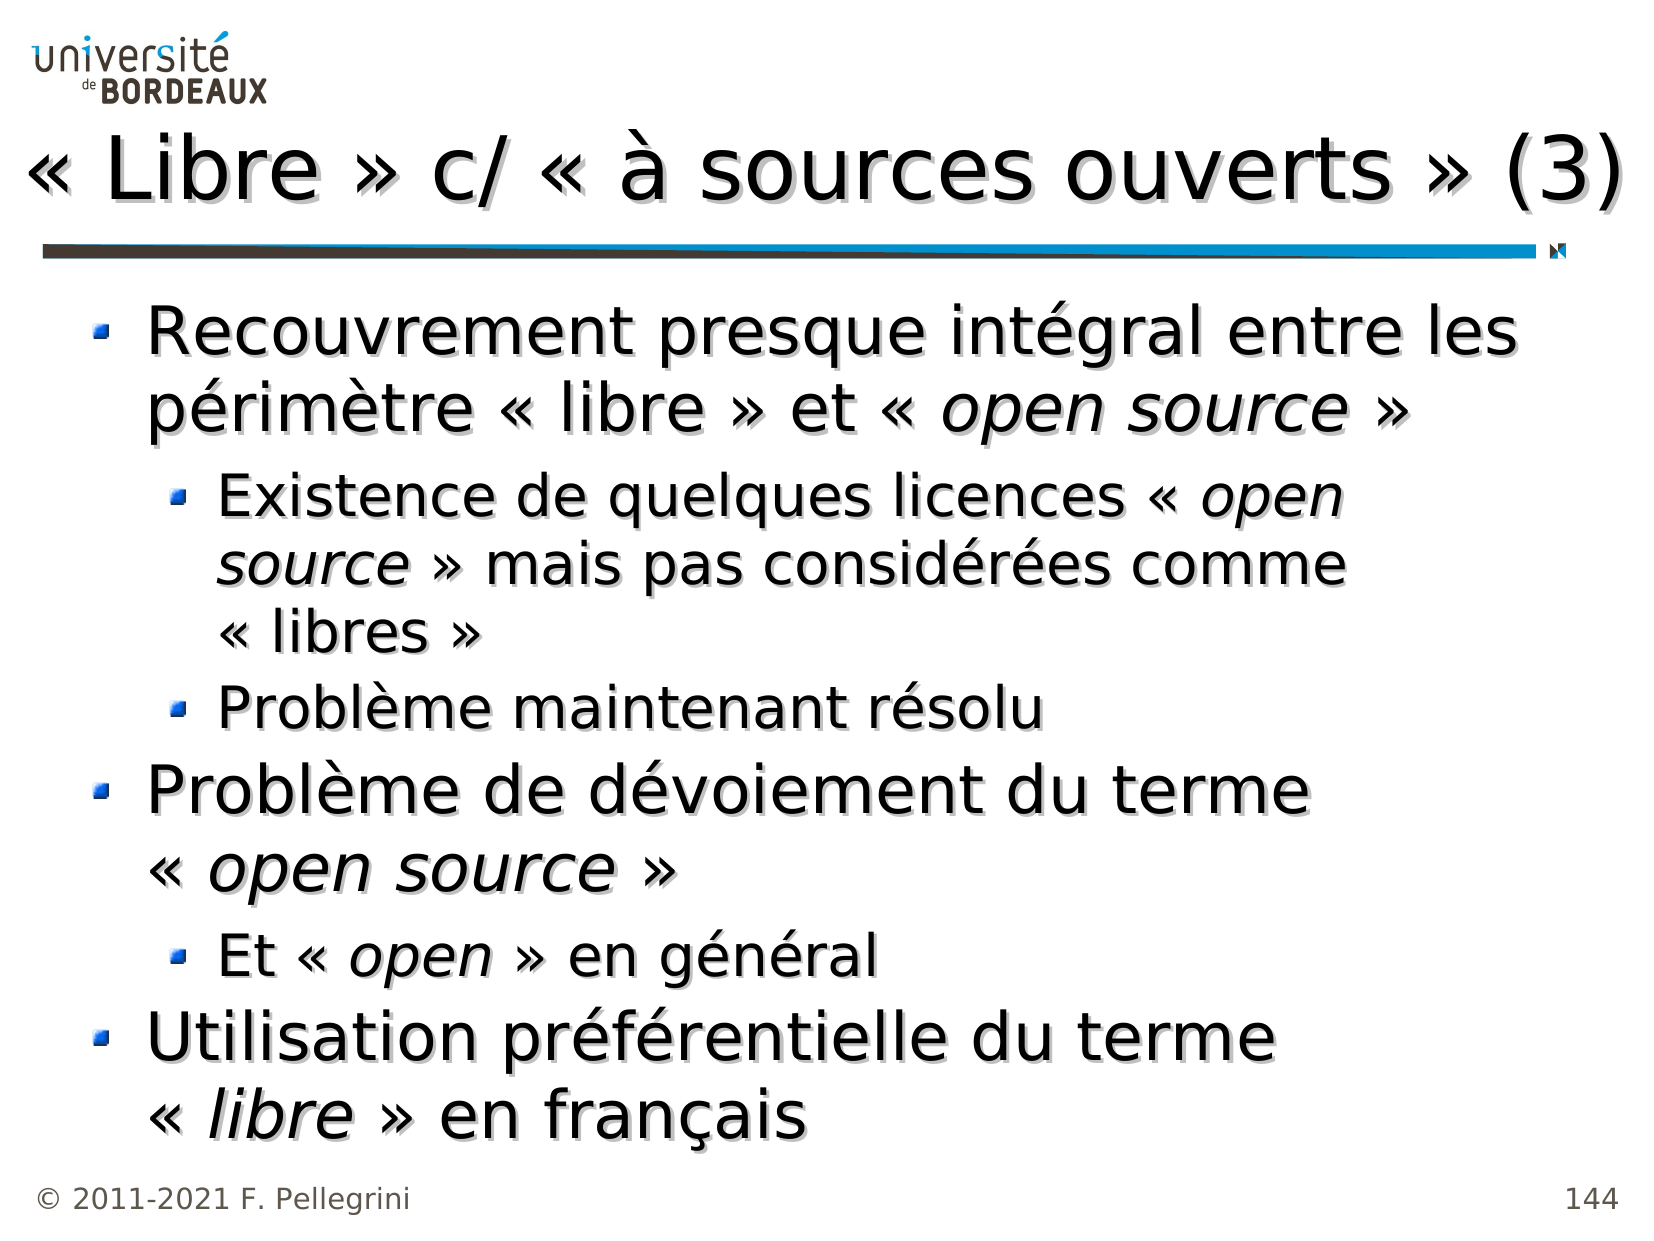 université
de BORDEAUX
« Libre » c/ « à sources ouverts » (3)
Recouvrement presque intégral entre les
périmètre « libre » et « open source »
Existence de quelques licences « open
source » mais pas considérées comme
« libres »
Problème maintenant résolu
Problème de dévoiement du terme
« open source »
Et « open » en général
Utilisation préférentielle du terme
« libre » en français
© 2011-2021 F. Pellegrini
144